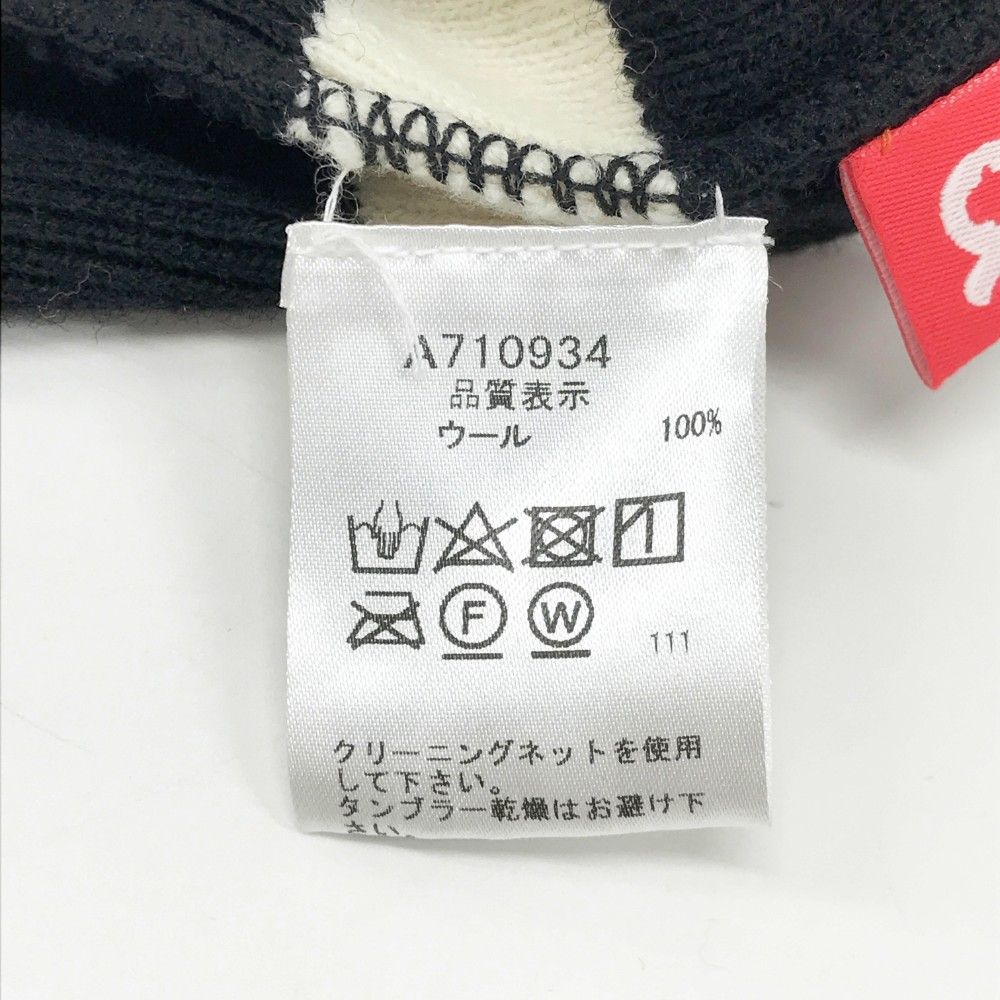 A710934
品質表示
ウール 100%
F W 111
クリーニングネットを使用
して下さい。
タンブラー乾燥はお避け下
さい。